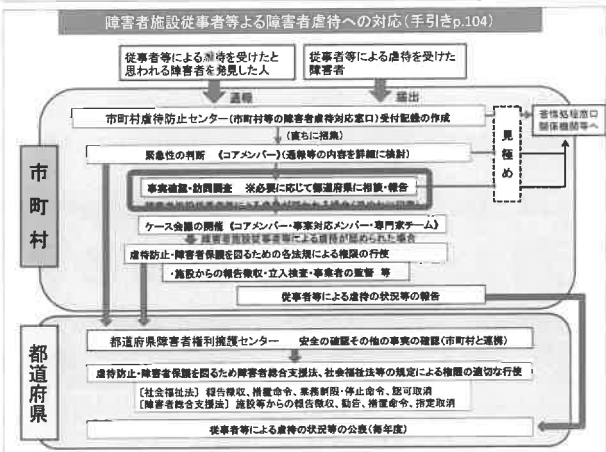 障害者施設従事者等よる障害者虐待への対応(手引きp.104)
従事者等による虐待を受けたと
思われる障害者を発見した人
従事者等による虐待を受けた
障害者
通報
届出
市町村虐待防止センター(市町村等の障害者虐待対応窓口)受付記録の作成
苦情処理窓口
関係機関等へ
見極め
(直ちに招集)
緊急性の判断 《コアメンバー》(通報等の内容を詳細に検討)
市町村
事実確認・訪問調査 ※必要に応じて都道府県に相談・報告
ケース会議の開催《コアメンバー・事案対応メンバー・専門家チーム》
障害者施設従事者等による虐待が認められた場合
虐待防止・障害者保護を図るための各法規による権限の行使
・施設からの報告徴収・立入検査・事業者の監督 等
従事者等による虐待の状況等の報告
都道府県
都道府県障害者権利擁護センター 安全の確認その他の事実の確認(市町村と連携)
虐待防止・障害者保護を図るため障害者総合支援法、社会福祉法等の規定による権限の適切な行使
〔社会福祉法〕報告徴収、措置命令、業務制限・停止命令、認可取消
〔障害者総合支援法〕施設等からの報告徴収、勧告、措置命令、指定取消
従事者等による虐待の状況等の公表(毎年度)